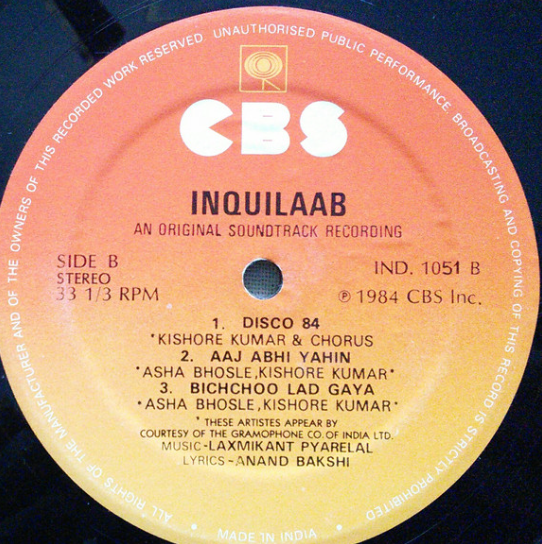 ALL RIGHTS OF THE MANUFACTURER AND OF THE OWNERS OF THIS RECORDED WORK RESERVED UNAUTHORISED PUBLIC PERFORMANCE BROADCASTING AND COPYING OF THIS RECORD IS STRICTLY PROHIBITED
CBS
INQUILAAB
AN ORIGINAL SOUNDTRACK RECORDING
SIDE B
STEREO
33 1/3 RPM
IND. 1051 B
℗ 1984 CBS Inc.
1. DISCO 84
*KISHORE KUMAR & CHORUS
2. AAJ ABHI YAHIN
*ASHA BHOSLE,KISHORE KUMAR*
3. BICHCHOO LAD GAYA
*ASHA BHOSLE,KISHORE KUMAR*
* THESE ARTISTES APPEAR BY
COURTESY OF THE GRAMOPHONE CO. OF INDIA LTD.
MUSIC-LAXMIKANT PYARELAL
LYRICS-ANAND BAKSHI
• MADE IN INDIA •